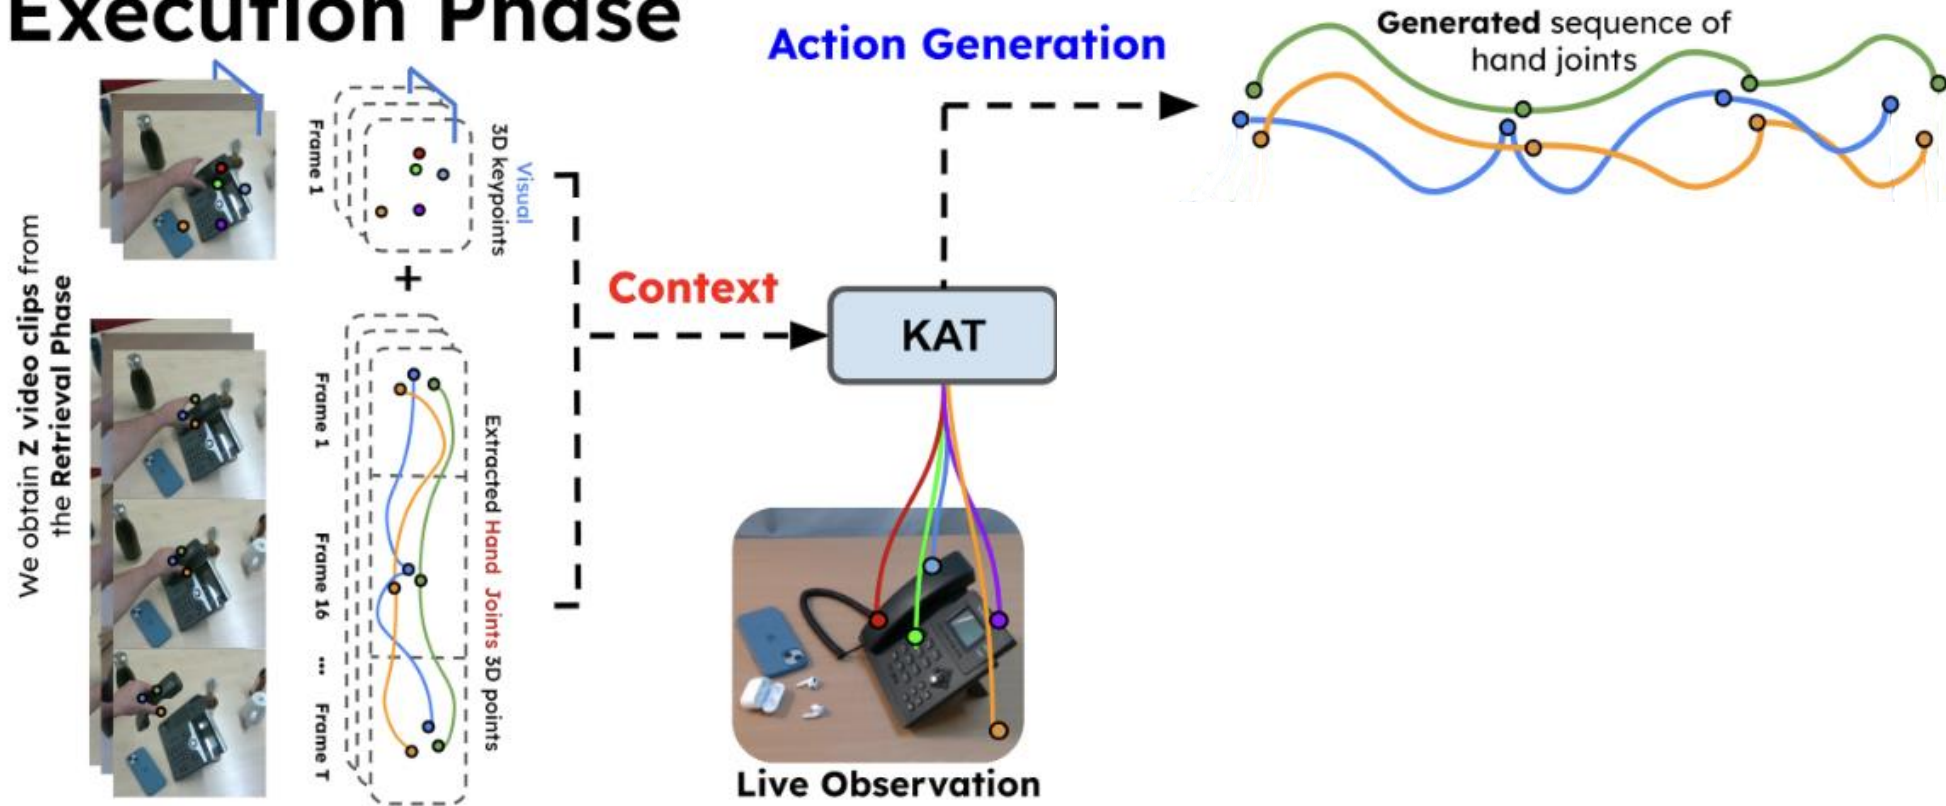 Execution Phase
We obtain Z video clips from
the Retrieval Phase
Frame 1
Visual
3D keypoints
+
Frame 1
Frame 16
...
Frame T
Extracted Hand Joints 3D points
Context
KAT
Action Generation
Generated sequence of
hand joints
Live Observation